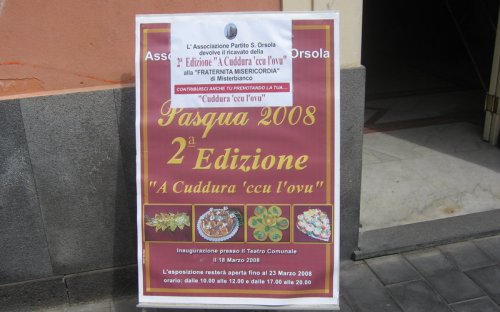 L' Associazione Partito S. Orsola
devolve il ricavato della
2ª Edizione "A Cuddura 'ccu l'ovu"
alla "FRATERNITA MISERICORDIA"
di Misterbianco
CONTRIBUISCI ANCHE TU PRENOTANDO LA TUA....
"Cuddura 'ccu l'ovu"
Orsola
Pasqua 2008
2ª Edizione
"A Cuddura 'ccu l'ovu"
Inaugurazione presso il Teatro Comunale
il 18 Marzo 2008
L'esposizione resterà aperta fino al 23 Marzo 2008
orario: dalle 10.00 alle 12.00 e dalle 17.00 alle 20.00